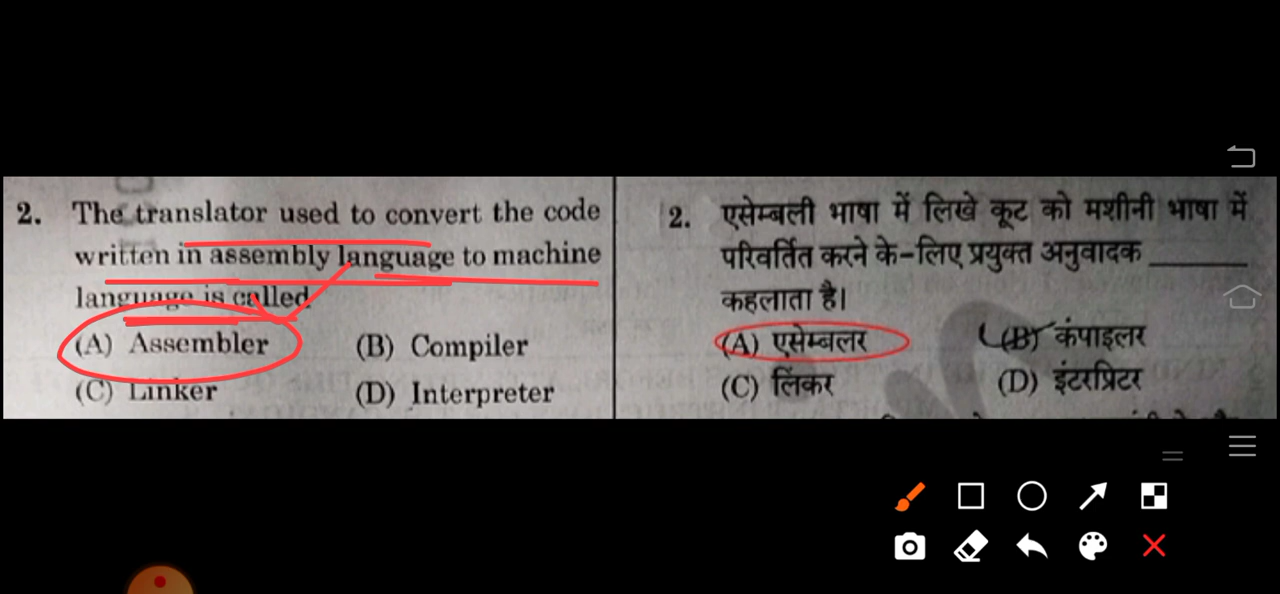 2. The translator used to convert the code
written in assembly language to machine
language is called
(A) Assembler (B) Compiler
(C) Linker (D) Interpreter
2. एसेम्बली भाषा में लिखे कूट को मशीनी भाषा में
परिवर्तित करने के-लिए प्रयुक्त अनुवादक ________
कहलाता है।
(A) एसेम्बलर (B) कंपाइलर
(C) लिंकर (D) इंटरप्रिटर